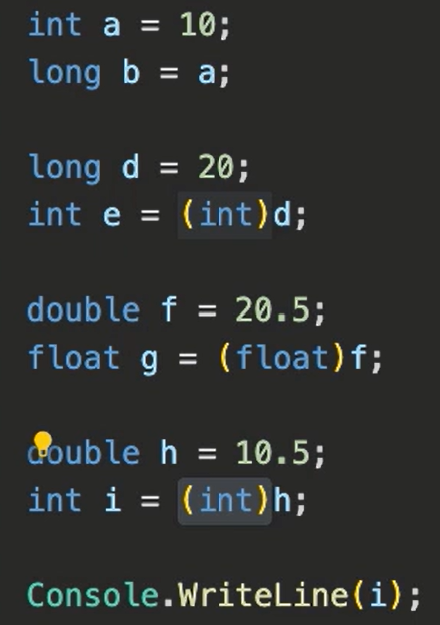 int a = 10;
long b = a;
long d = 20;
int e = (int)d;
double f = 20.5;
float g = (float)f;
double h = 10.5;
int i = (int)h;
Console.WriteLine(i);